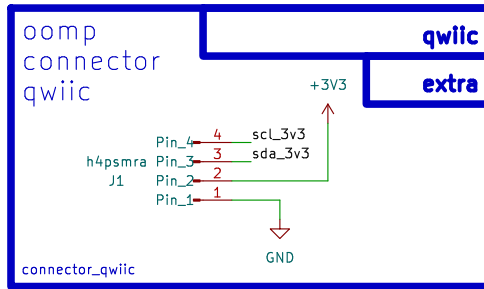 oomp
connector
qwiic
qwiic
extra
+3V3
Pin_4 4 scl_3v3
Pin_3 3 sda_3v3
h4psmra
J1
Pin_2 2
Pin_1 1
GND
connector_qwiic